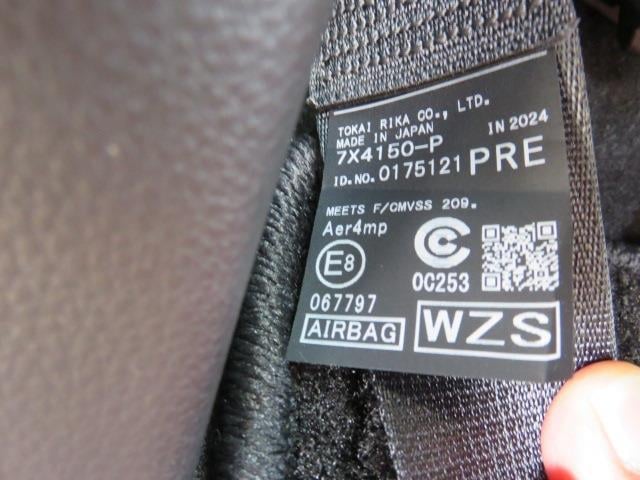 TOKAI RIKA CO., LTD.
MADE IN JAPAN IN 2024
7X4150-P
ID.NO. 0175121 PRE
MEETS F/CMVSS 209.
Aer4mp
E8 0C253
067797
AIRBAG WZS